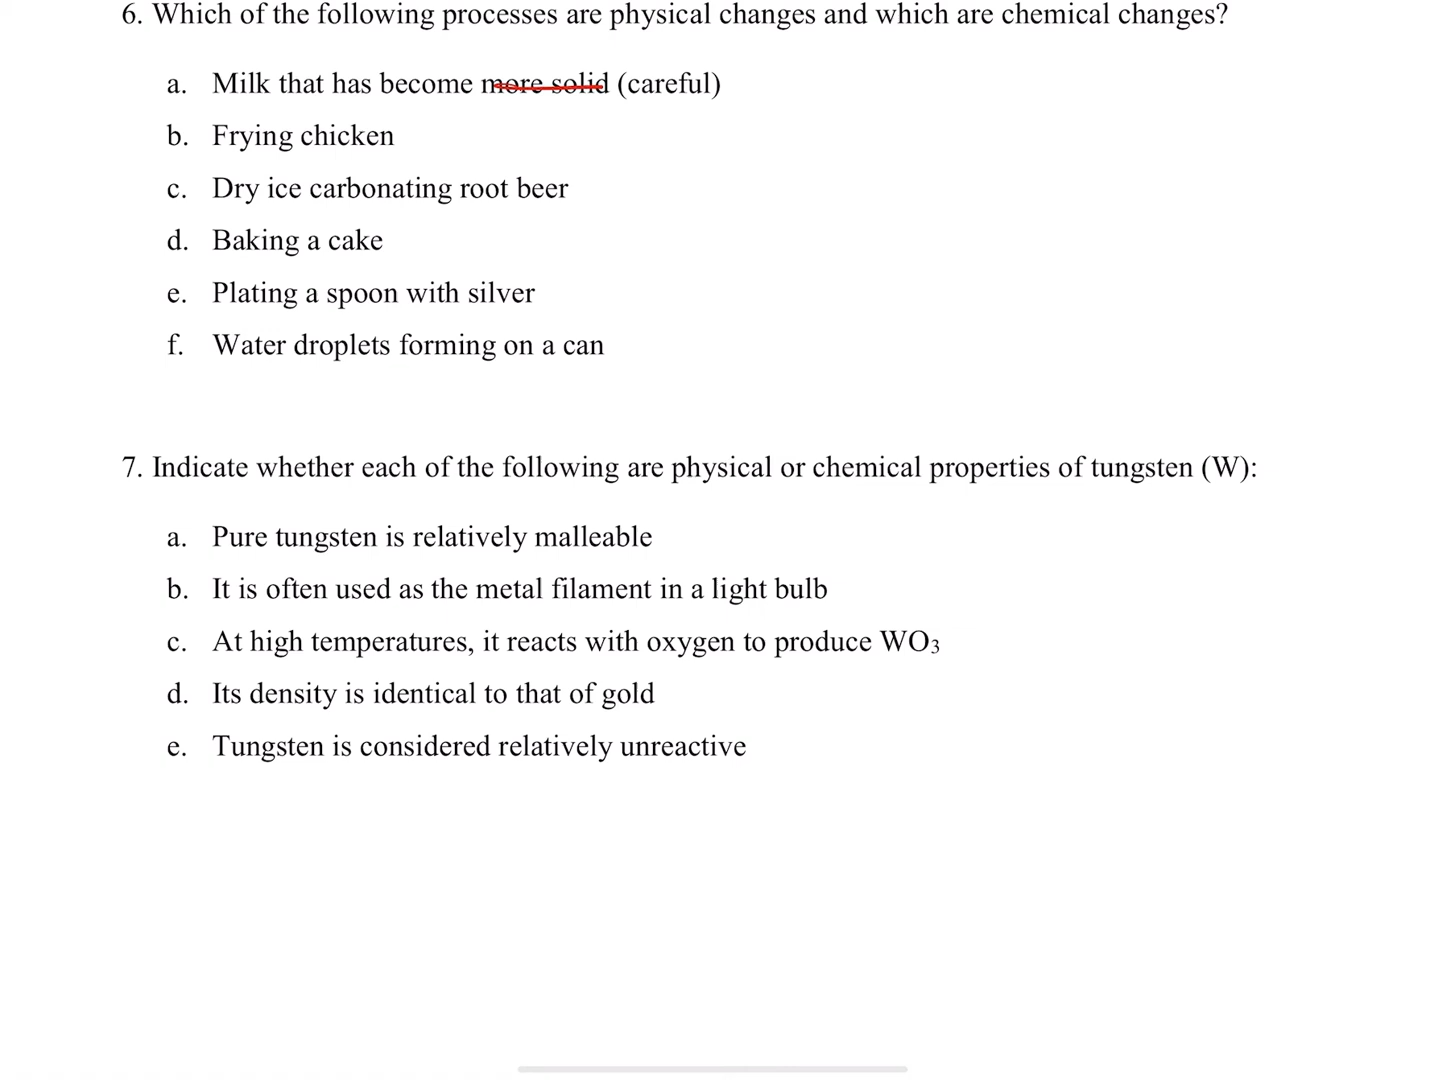 6. Which of the following processes are physical changes and which are chemical changes?
a. Milk that has become more solid (careful)
b. Frying chicken
c. Dry ice carbonating root beer
d. Baking a cake
e. Plating a spoon with silver
f. Water droplets forming on a can
7. Indicate whether each of the following are physical or chemical properties of tungsten (W):
a. Pure tungsten is relatively malleable
b. It is often used as the metal filament in a light bulb
c. At high temperatures, it reacts with oxygen to produce WO₃
d. Its density is identical to that of gold
e. Tungsten is considered relatively unreactive